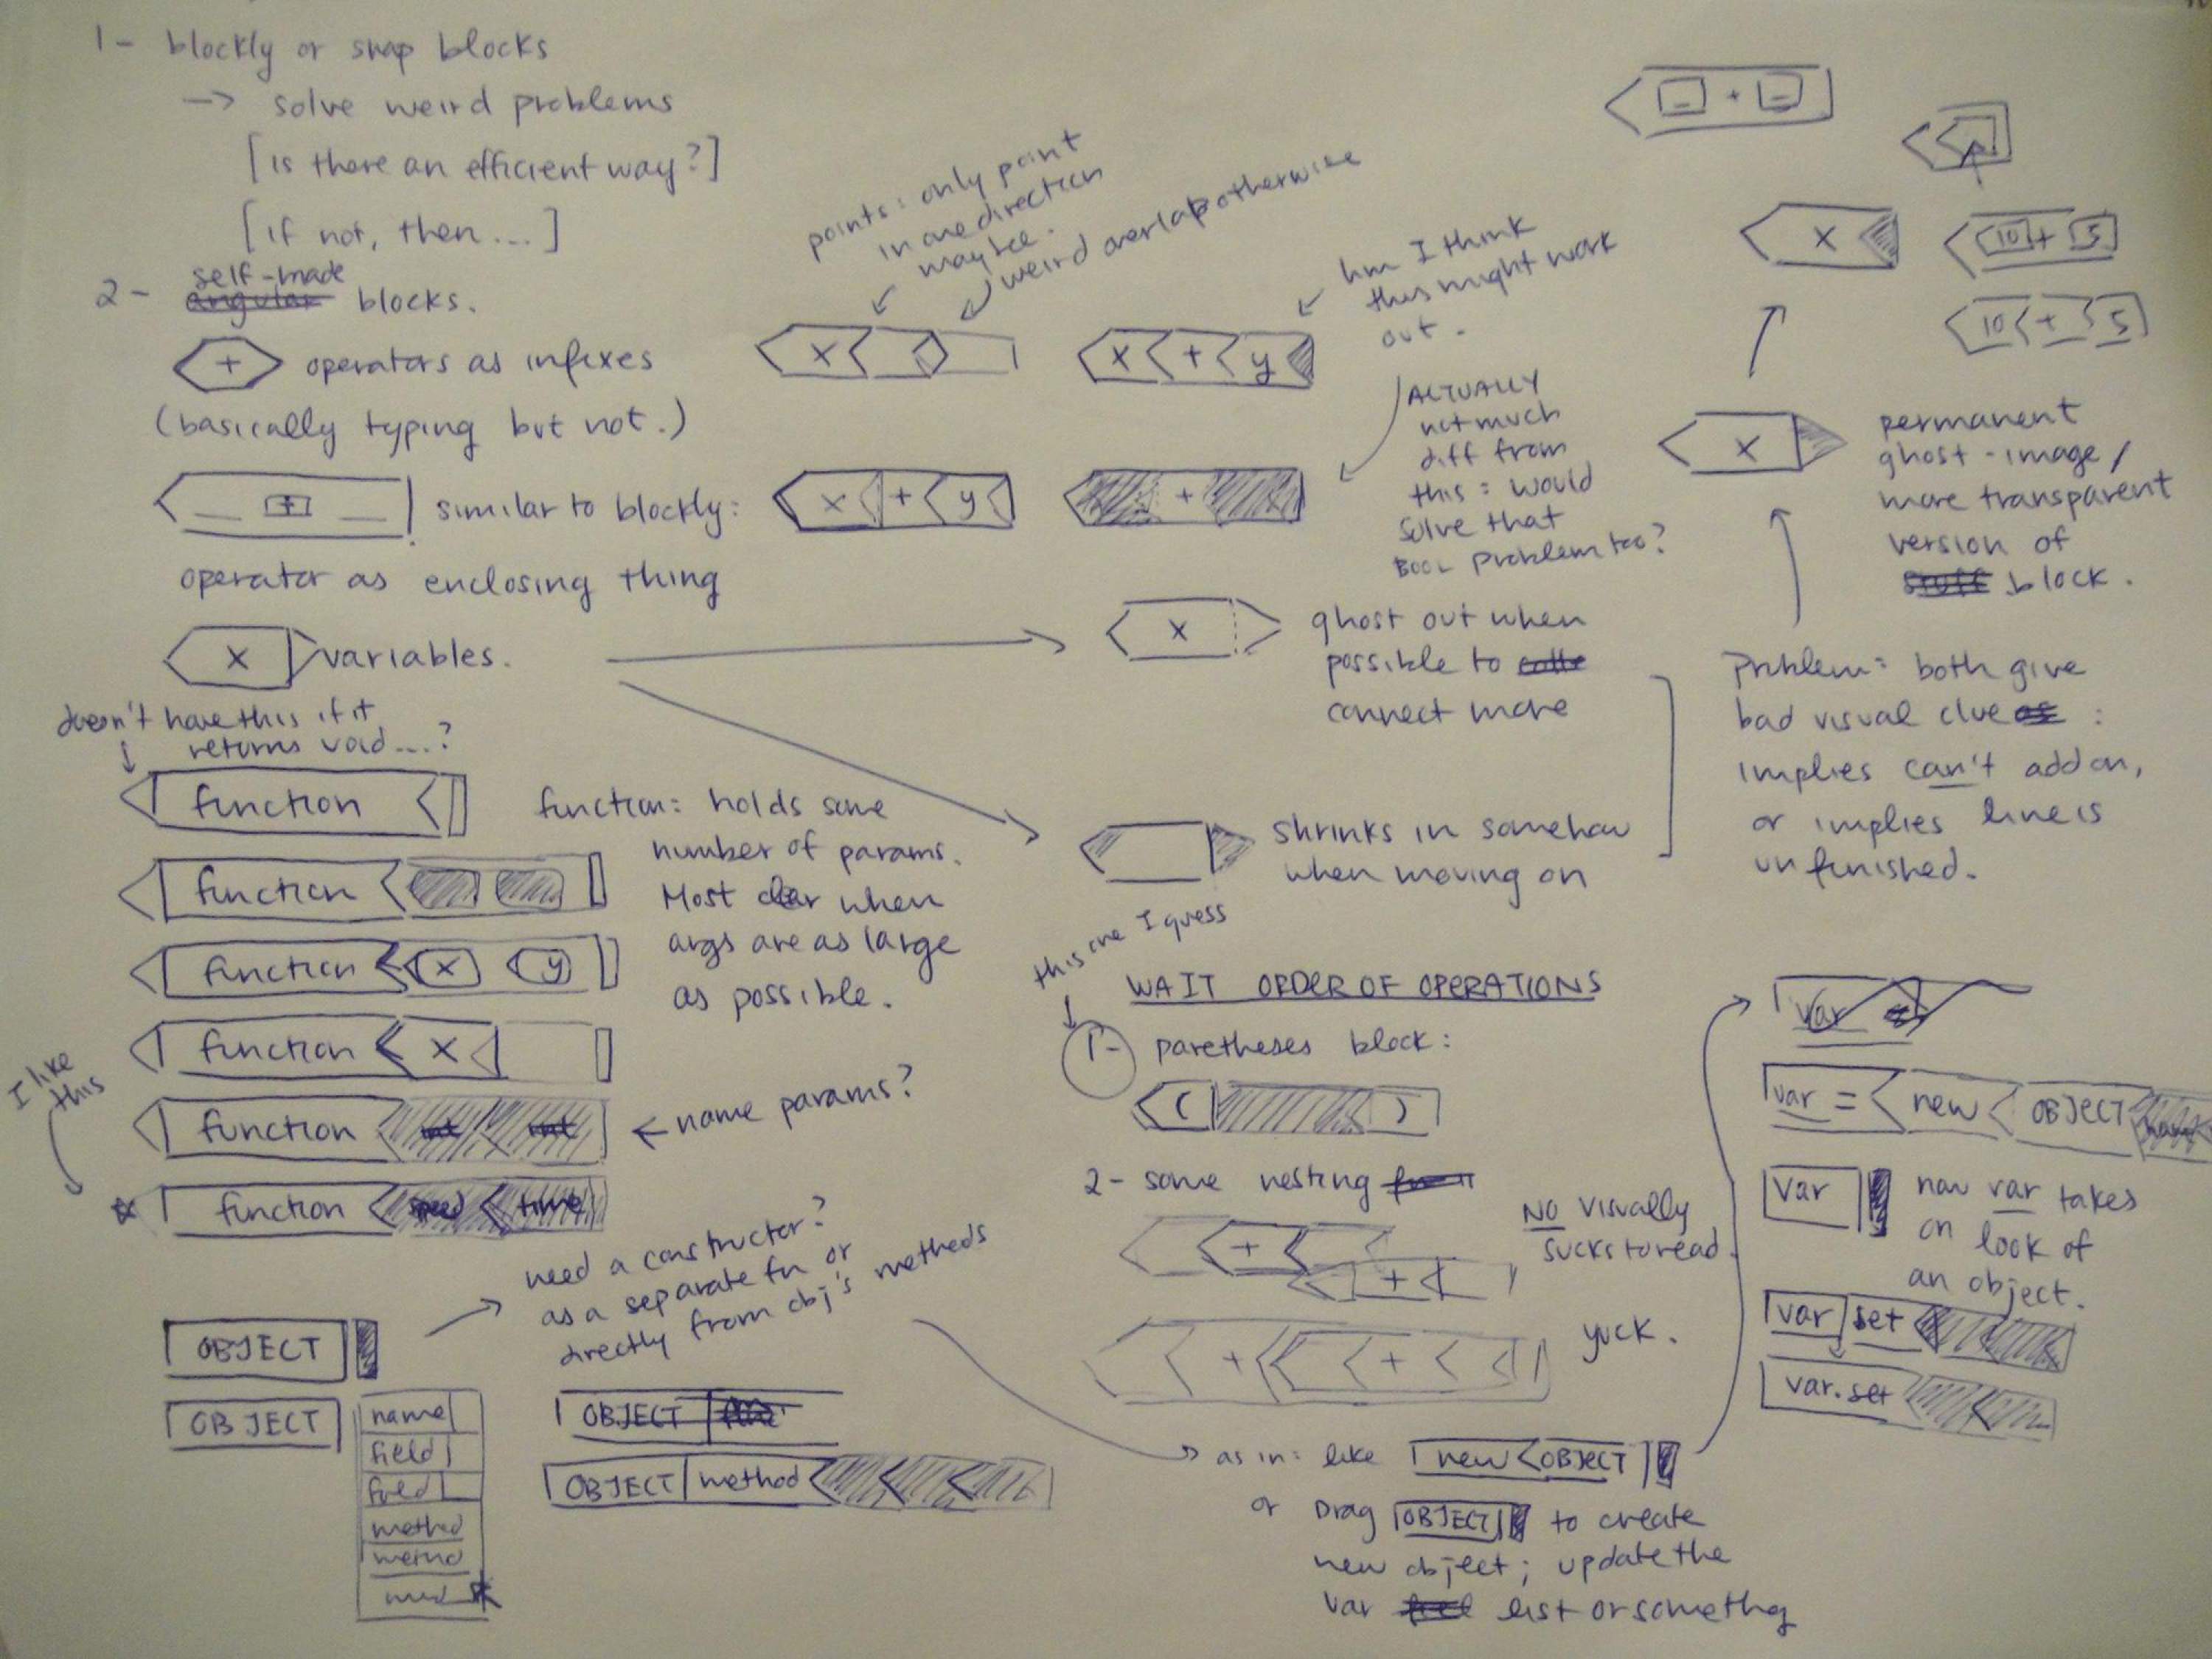 1- blockly or snap blocks
-> solve weird problems
[is there an efficient way?]
[if not, then...]
2- self-made angular blocks.
+ operators as infixes
(basically typing but not.)
_ + _ similar to blockly:
operator as enclosing thing
x variables.
doesn't have this if it
returns void....?
function
function
function x y
function x
function int int
← name params?
I like
this
function speed time
function: holds some
number of params.
Most clear when
args are as large
as possible.
OBJECT
OBJECT
name
field
field
method
need a constructor?
as a separate fn or
directly from obj's methods
OBJECT
OBJECT method
points: only point
in one direction
maybe.
weird overlap otherwise
x
x + y
hm I think
this might work
out.
x + y
+
ACTUALLY
not much
diff from
this: would
solve that
BOOL problem too?
x
ghost out when
possible to
connect more
shrinks in somehow
when moving on
this one I guess
WAIT ORDER OF OPERATIONS
1- paretheses block:
( )
2- some nesting
+
+
NO visually
sucks to read.
+ +
yuck.
as in: like new OBJECT
or Drag OBJECT to create
new object; update the
var list or somethg
_ + _
x
10 + 5
10 + 5
x
permanent
ghost-image/
more transparent
version of
stuff block.
Problem: both give
bad visual clue as :
implies can't add on,
or implies line is
unfinished.
var
var = new OBJECT
var
now var takes
on look of
an object.
var set
var.set